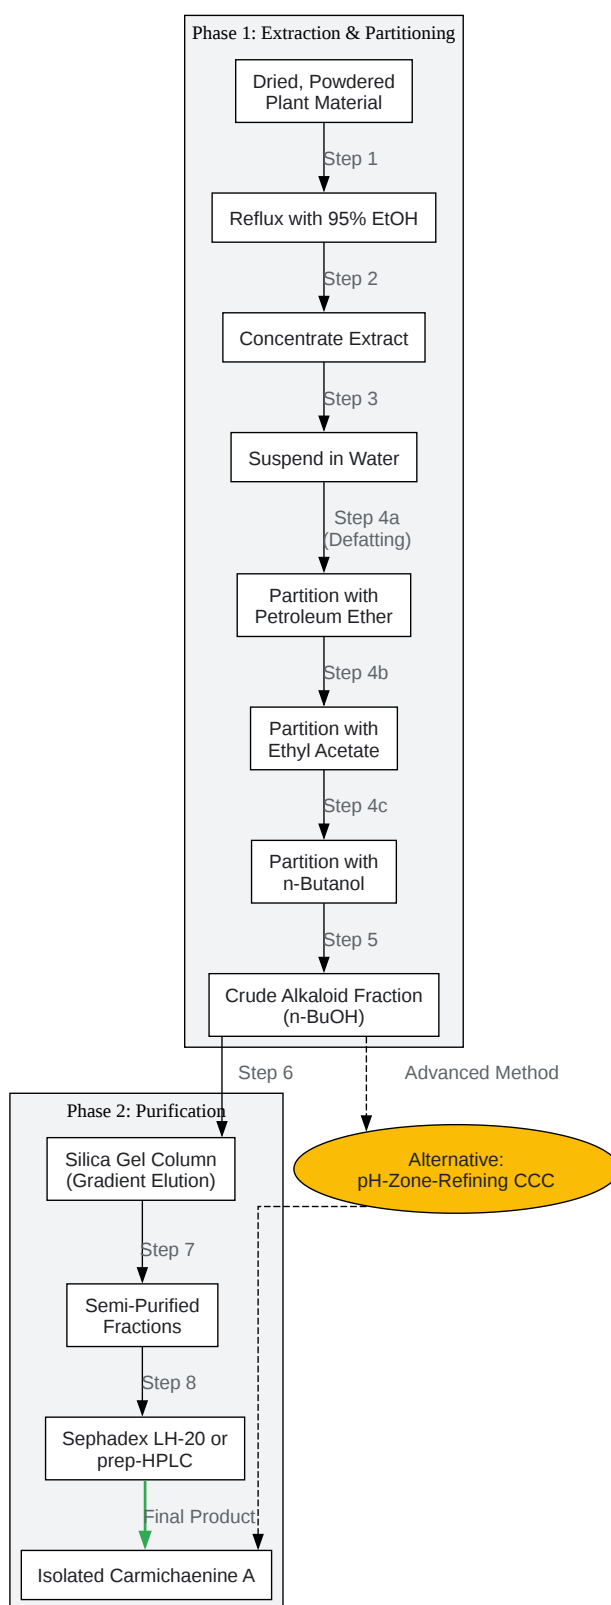 Phase 1: Extraction & Partitioning
Dried, Powdered
Plant Material
Step 1
Reflux with 95% EtOH
Step 2
Concentrate Extract
Step 3
Suspend in Water
Step 4a
(Defatting)
Partition with
Petroleum Ether
Step 4b
Partition with
Ethyl Acetate
Step 4c
Partition with
n-Butanol
Step 5
Crude Alkaloid Fraction
(n-BuOH)
Step 6
Advanced Method
Phase 2: Purification
Silica Gel Column
(Gradient Elution)
Alternative:
pH-Zone-Refining CCC
Step 7
Semi-Purified
Fractions
Step 8
Sephadex LH-20 or
prep-HPLC
Final Product
Isolated Carmichaenine A